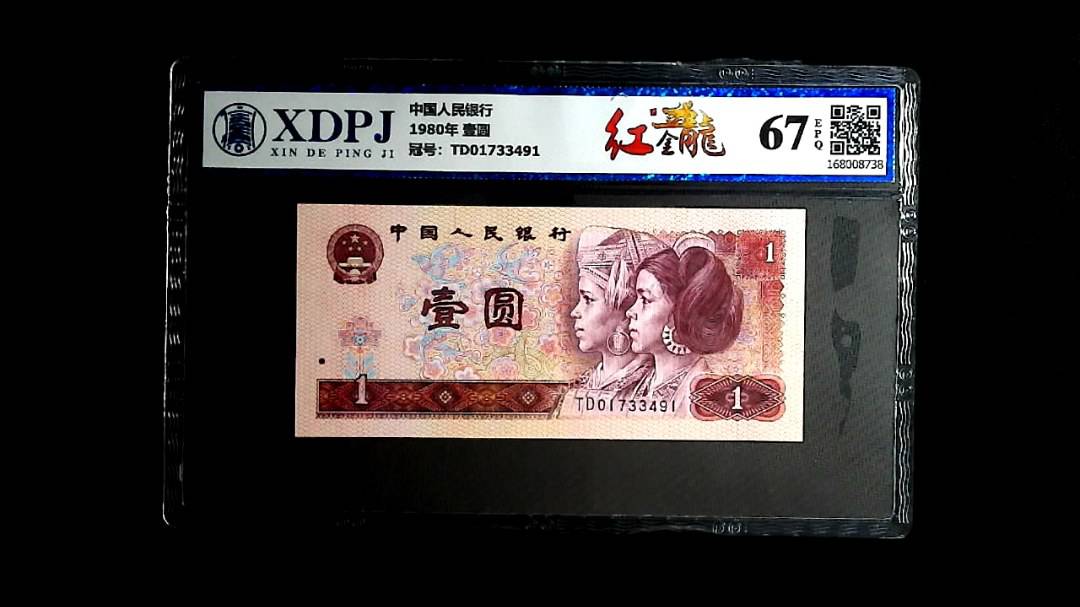 XDPJ
XIN DE PING JI
中国人民银行
1980年 壹圆
冠号：TD01733491
红金龍
67
EPQ
168008738
中国人民银行
壹圆
1
1
1
TD01733491